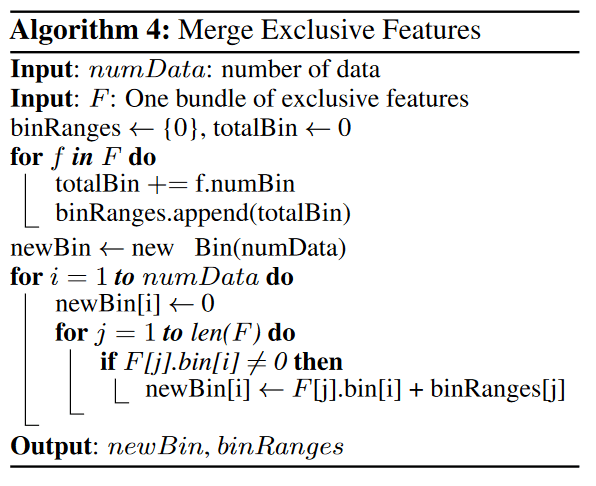 Algorithm 4: Merge Exclusive Features
Input: numData: number of data
Input: F: One bundle of exclusive features
binRanges ← {0}, totalBin ← 0
for f in F do
totalBin += f.numBin
binRanges.append(totalBin)
newBin ← new Bin(numData)
for i = 1 to numData do
newBin[i] ← 0
for j = 1 to len(F) do
if F[j].bin[i] ≠ 0 then
newBin[i] ← F[j].bin[i] + binRanges[j]
Output: newBin, binRanges